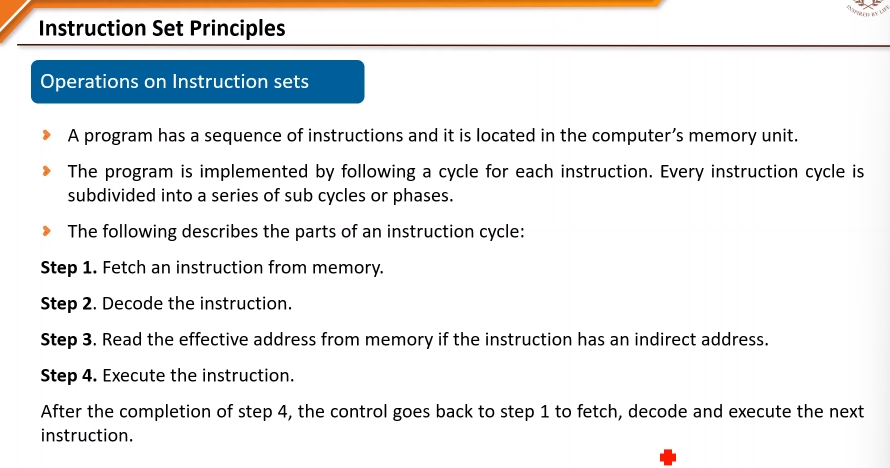 INSPIRED BY LIFE
Instruction Set Principles
Operations on Instruction sets
A program has a sequence of instructions and it is located in the computer’s memory unit.
The program is implemented by following a cycle for each instruction. Every instruction cycle is
subdivided into a series of sub cycles or phases.
The following describes the parts of an instruction cycle:
Step 1. Fetch an instruction from memory.
Step 2. Decode the instruction.
Step 3. Read the effective address from memory if the instruction has an indirect address.
Step 4. Execute the instruction.
After the completion of step 4, the control goes back to step 1 to fetch, decode and execute the next
instruction.